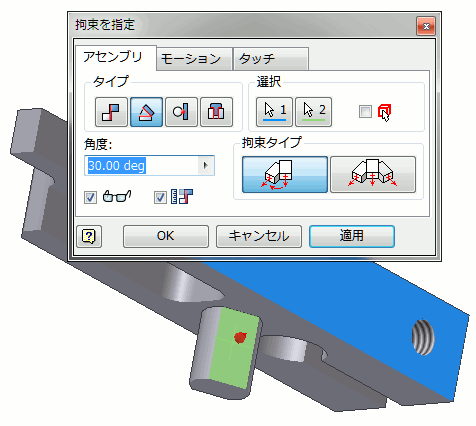 拘束を指定
アセンブリ モーション タッチ
タイプ 選択
1 2
角度:
30.00 deg
拘束タイプ
OK キャンセル 適用